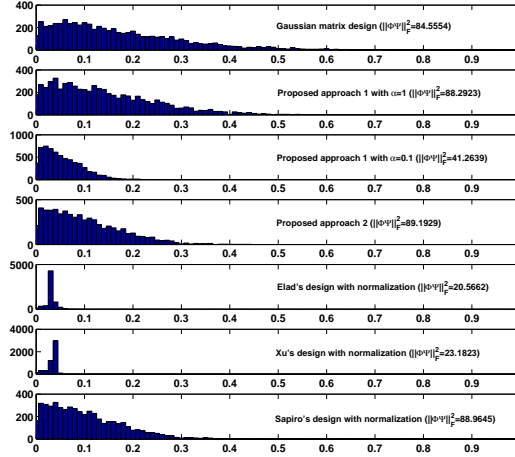 400
200
0
0 0.1 0.2 0.3 0.4 0.5 0.6 0.7 0.8 0.9
Gaussian matrix design (||ΦΨ||²_F=84.5554
400
200
0
0 0.1 0.2 0.3 0.4 0.5 0.6 0.7 0.8 0.9
Proposed approach 1 with α=1 (||ΦΨ||²_F=88.2923)
1000
500
0
0 0.1 0.2 0.3 0.4 0.5 0.6 0.7 0.8 0.9
Proposed approach 1 with α=0.1 (||ΦΨ||²_F=41.2639)
500
0
0 0.1 0.2 0.3 0.4 0.5 0.6 0.7 0.8 0.9
Proposed approach 2 (||ΦΨ||²_F=89.1929)
5000
0
0 0.1 0.2 0.3 0.4 0.5 0.6 0.7 0.8 0.9
Elad's design with normalization (||ΦΨ||²_F=20.5662)
4000
2000
0
0 0.1 0.2 0.3 0.4 0.5 0.6 0.7 0.8 0.9
Xu's design with normalization (||ΦΨ||²_F=23.1823)
400
200
0
0 0.1 0.2 0.3 0.4 0.5 0.6 0.7 0.8 0.9
Sapiro's design with normalization (||ΦΨ||²_F=88.9645)